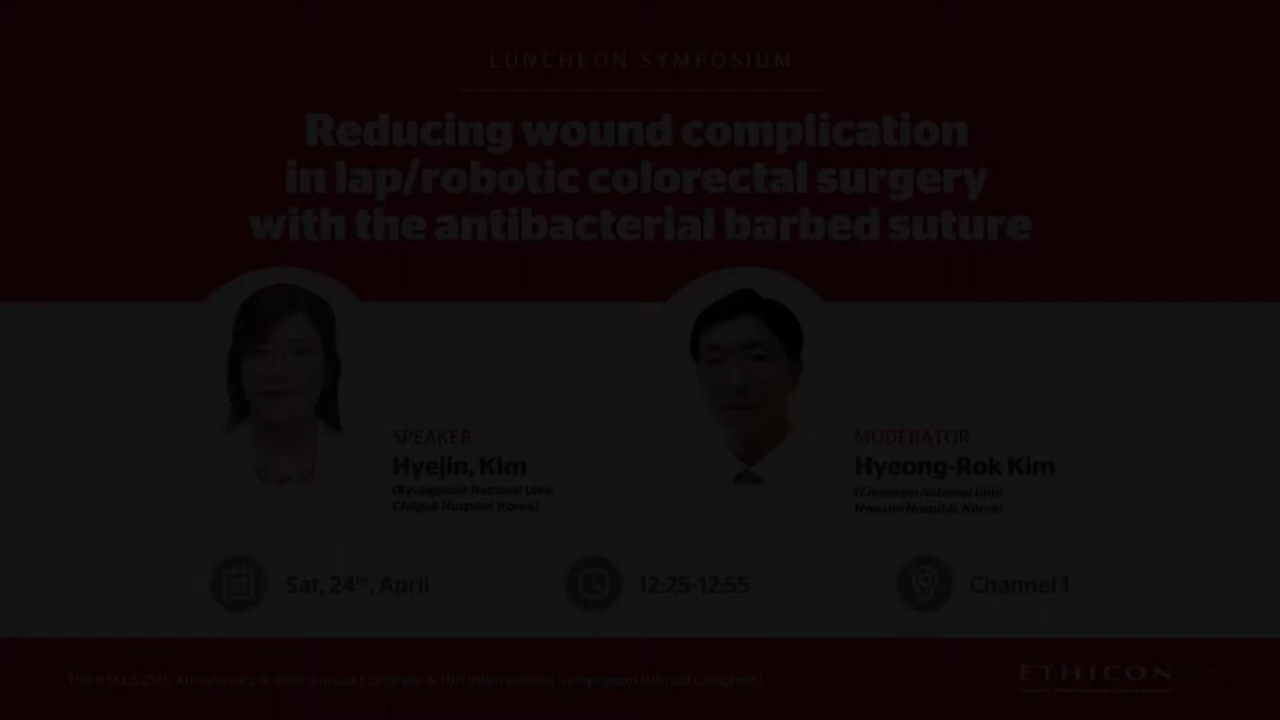 LUNCHEON SYMPOSIUM
Reducing wound complication
in lap/robotic colorectal surgery
with the antibacterial barbed suture
SPEAKER
Hyejin, Kim
(Kyungpook National Univ.
Chilgok Hospital, Korea)
MODERATOR
Hyeong-Rok Kim
(Chonnam National Univ.
Hwasun Hospital, Korea)
Sat, 24th, April
12:25-12:55
Channel 1
The KSELS 25th Anniversary & Annual Congress & 11th International Symposium (Virtual Congress)
ETHICON